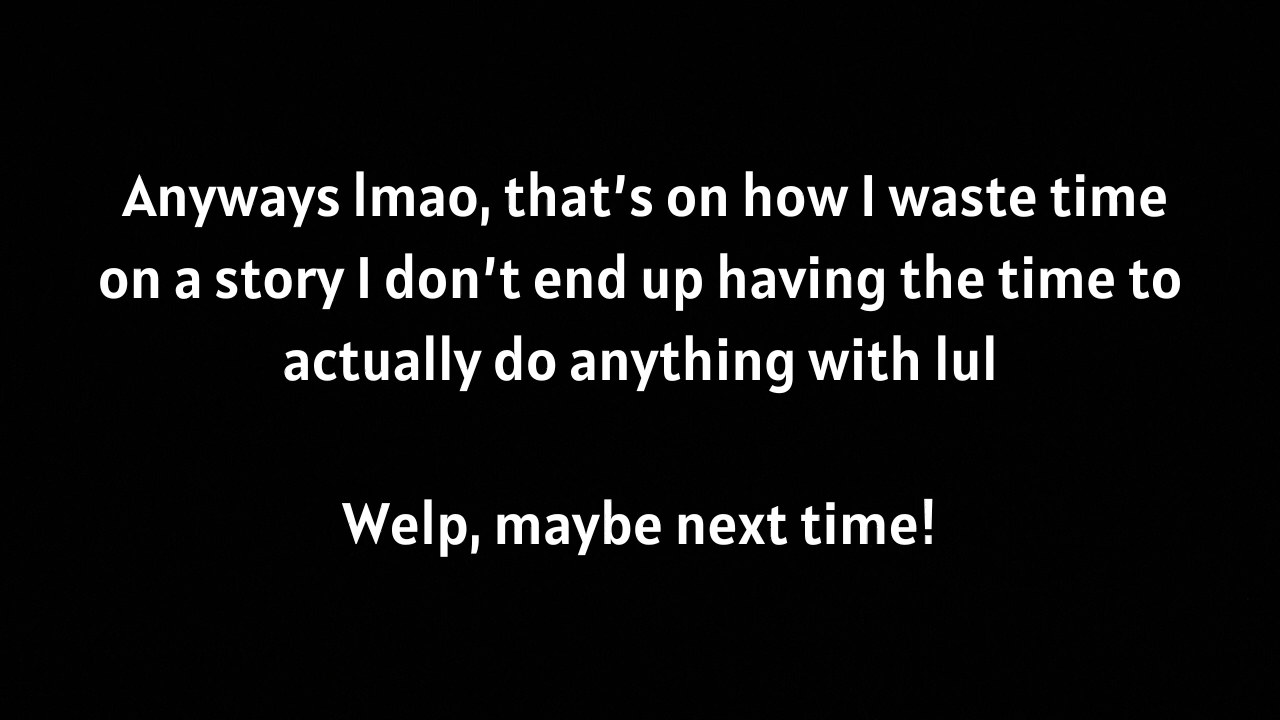 Anyways lmao, that's on how I waste time
on a story I don't end up having the time to
actually do anything with lul
Welp, maybe next time!